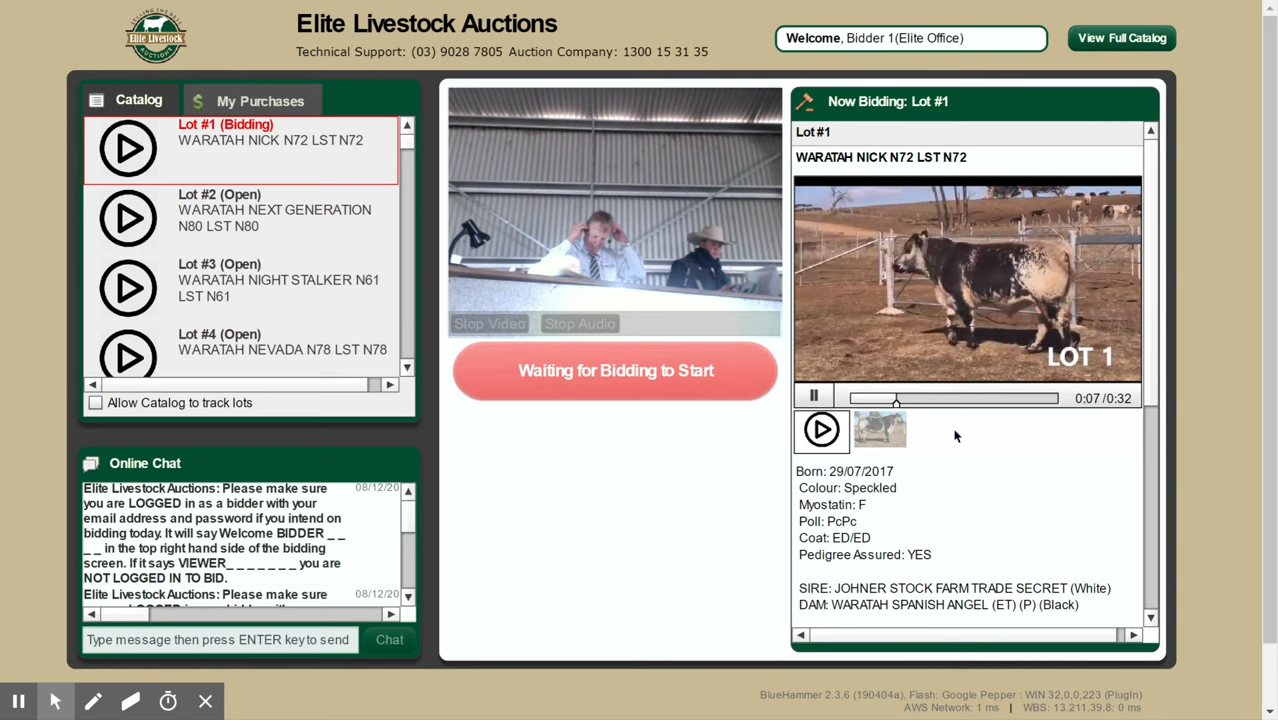 Elite Livestock
AUCTIONS
Elite Livestock Auctions
Technical Support: (03) 9028 7805 Auction Company: 1300 15 31 35
Welcome, Bidder 1(Elite Office)
View Full Catalog
Catalog
My Purchases
Lot #1 (Bidding)
WARATAH NICK N72 LST N72
Lot #2 (Open)
WARATAH NEXT GENERATION
N80 LST N80
Lot #3 (Open)
WARATAH NIGHT STALKER N61
LST N61
Lot #4 (Open)
WARATAH NEVADA N78 LST N78
Allow Catalog to track lots
Online Chat
Elite Livestock Auctions: Please make sure 08/12/20
you are LOGGED in as a bidder with your
email address and password if you intend on
bidding today. It will say Welcome BIDDER _ _
_ _ in the top right hand side of the bidding
screen. If it says VIEWER_ _ _ _ _ _ _ you are
NOT LOGGED IN TO BID.
Elite Livestock Auctions: Please make sure 08/12/20
Type message then press ENTER key to send
Chat
Stop Video
Stop Audio
Waiting for Bidding to Start
Now Bidding: Lot #1
Lot #1
WARATAH NICK N72 LST N72
LOT 1
0:07 /0:32
Born: 29/07/2017
Colour: Speckled
Myostatin: F
Poll: PcPc
Coat: ED/ED
Pedigree Assured: YES
SIRE: JOHNER STOCK FARM TRADE SECRET (White)
DAM: WARATAH SPANISH ANGEL (ET) (P) (Black)
BlueHammer 2.3.6 (190404a), Flash: Google Pepper : WIN 32,0,0,223 (PlugIn)
AWS Network: 1 ms | WBS: 13.211.39.8: 0 ms